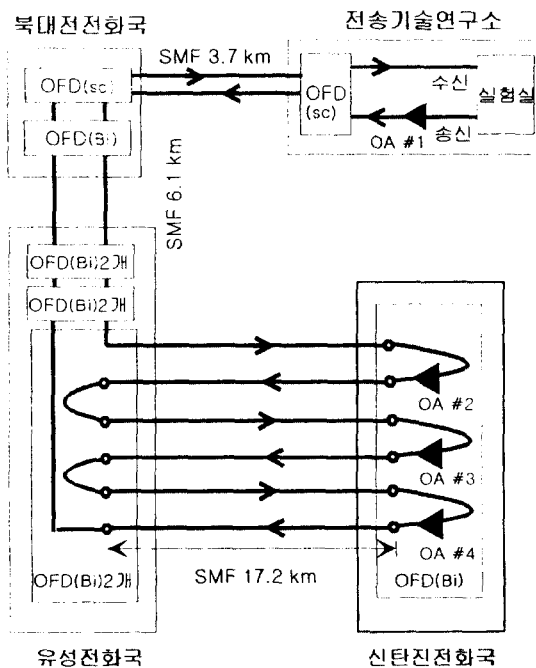 북대전전화국
전송기술연구소
SMF 3.7 km
OFD(sc)
OFD(Bi)
OFD
(sc)
수신
실험실
송신
OA #1
SMF 6.1 km
OFD(Bi)2개
OFD(Bi)2개
OA #2
OA #3
OA #4
SMF 17.2 km
OFD(Bi)2개
OFD(Bi)
유성전화국
신탄진전화국